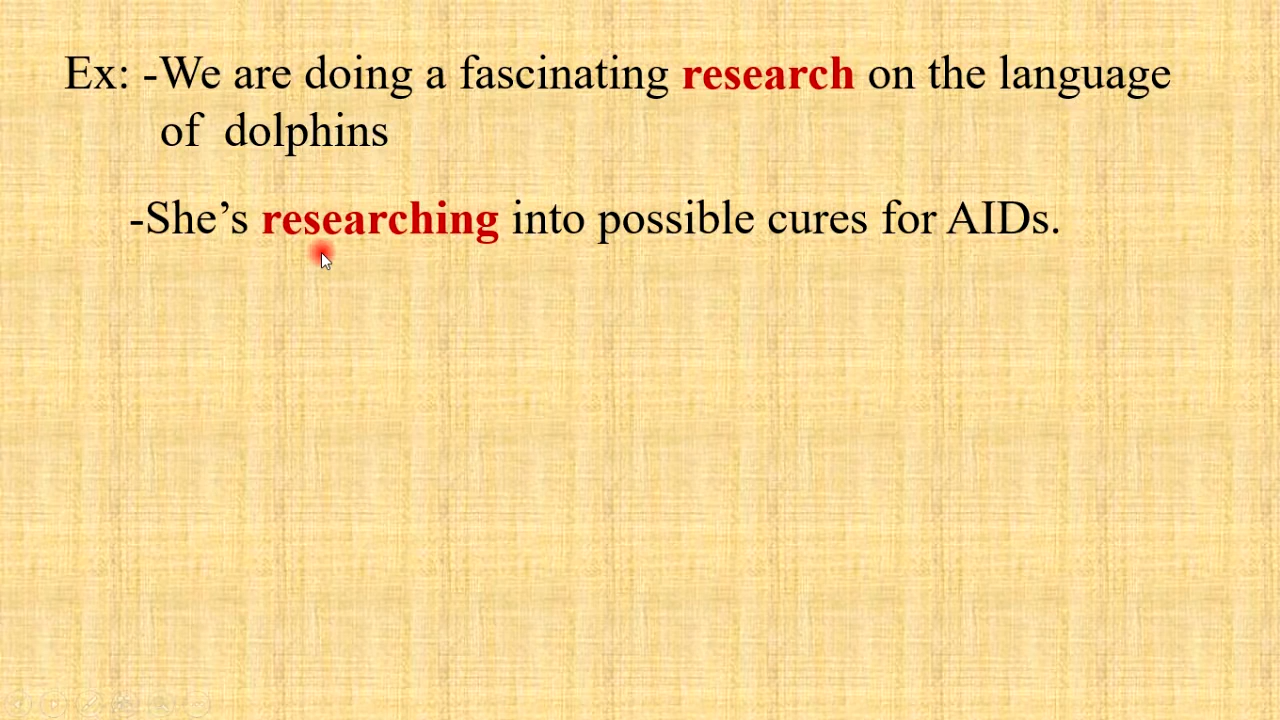 Ex: -We are doing a fascinating research on the language
of dolphins
-She’s researching into possible cures for AIDs.